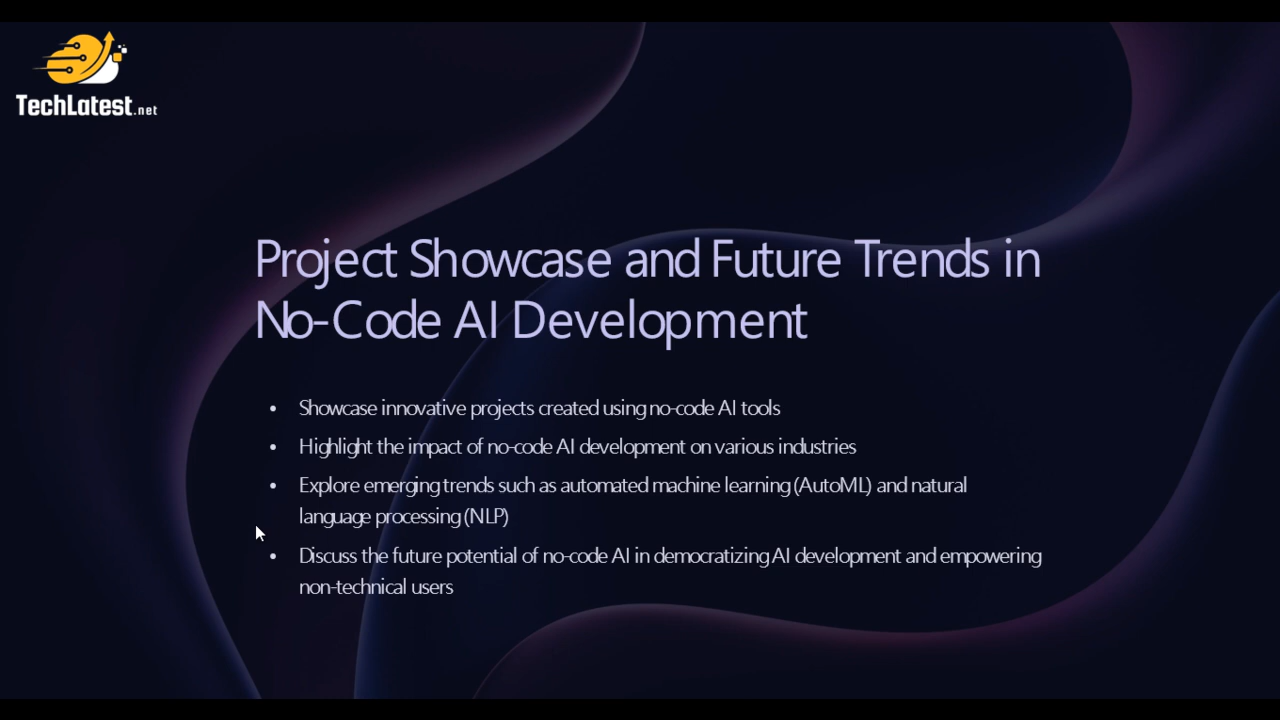 TechLatest.net
Project Showcase and Future Trends in
No-Code AI Development
• Showcase innovative projects created using no-code AI tools
• Highlight the impact of no-code AI development on various industries
• Explore emerging trends such as automated machine learning (AutoML) and natural
language processing (NLP)
• Discuss the future potential of no-code AI in democratizing AI development and empowering
non-technical users